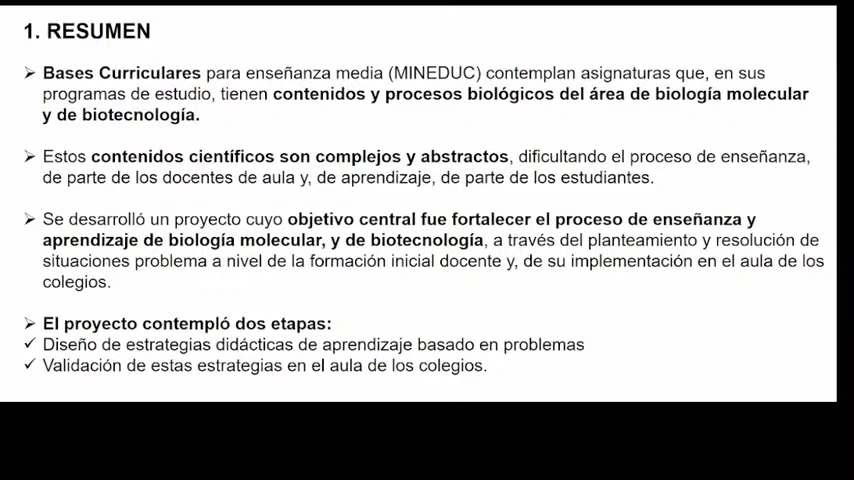 1. RESUMEN
➢ Bases Curriculares para enseñanza media (MINEDUC) contemplan asignaturas que, en sus
programas de estudio, tienen contenidos y procesos biológicos del área de biología molecular
y de biotecnología.
➢ Estos contenidos científicos son complejos y abstractos, dificultando el proceso de enseñanza,
de parte de los docentes de aula y, de aprendizaje, de parte de los estudiantes.
➢ Se desarrolló un proyecto cuyo objetivo central fue fortalecer el proceso de enseñanza y
aprendizaje de biología molecular, y de biotecnología, a través del planteamiento y resolución de
situaciones problema a nivel de la formación inicial docente y, de su implementación en el aula de los
colegios.
➢ El proyecto contempló dos etapas:
✓ Diseño de estrategias didácticas de aprendizaje basado en problemas
✓ Validación de estas estrategias en el aula de los colegios.